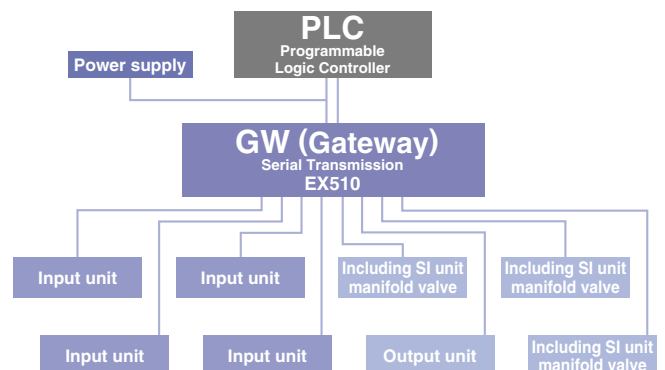 PLC
Programmable
Logic Controller
Power supply
GW (Gateway)
Serial Transmission
EX510
Input unit
Input unit
Including SI unit
manifold valve
Including SI unit
manifold valve
Input unit
Input unit
Output unit
Including SI unit
manifold valve